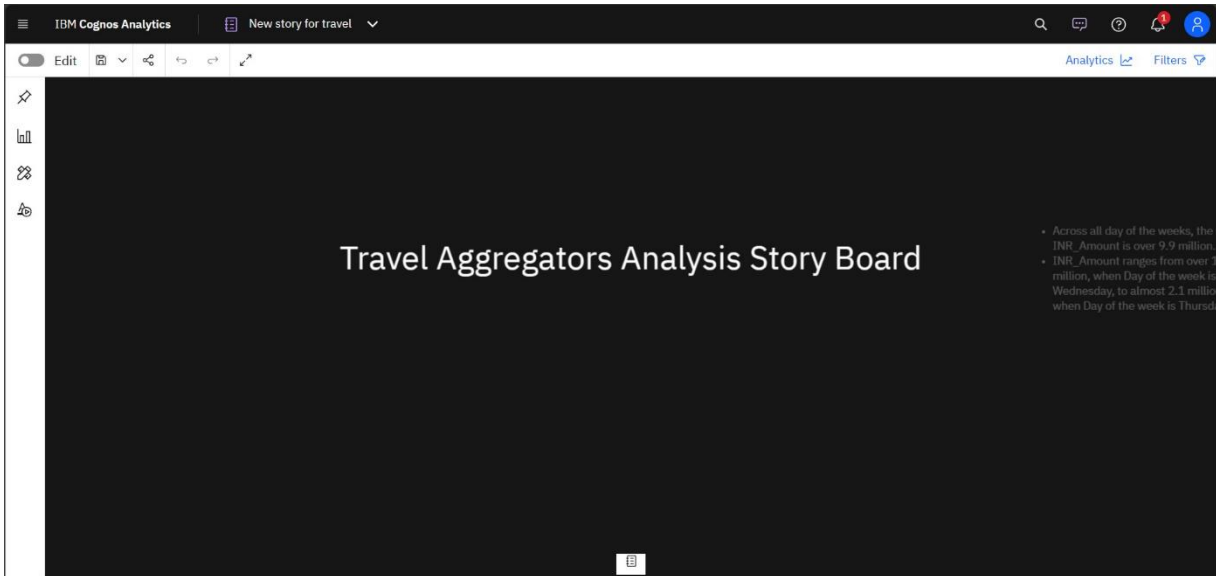 IBM Cognos Analytics
New story for travel
1
Edit
Analytics
Filters
Travel Aggregators Analysis Story Board
• Across all day of the weeks, the
INR_Amount is over 9.9 million.
• INR_Amount ranges from over 1
million, when Day of the week is
Wednesday, to almost 2.1
when Day of the week is